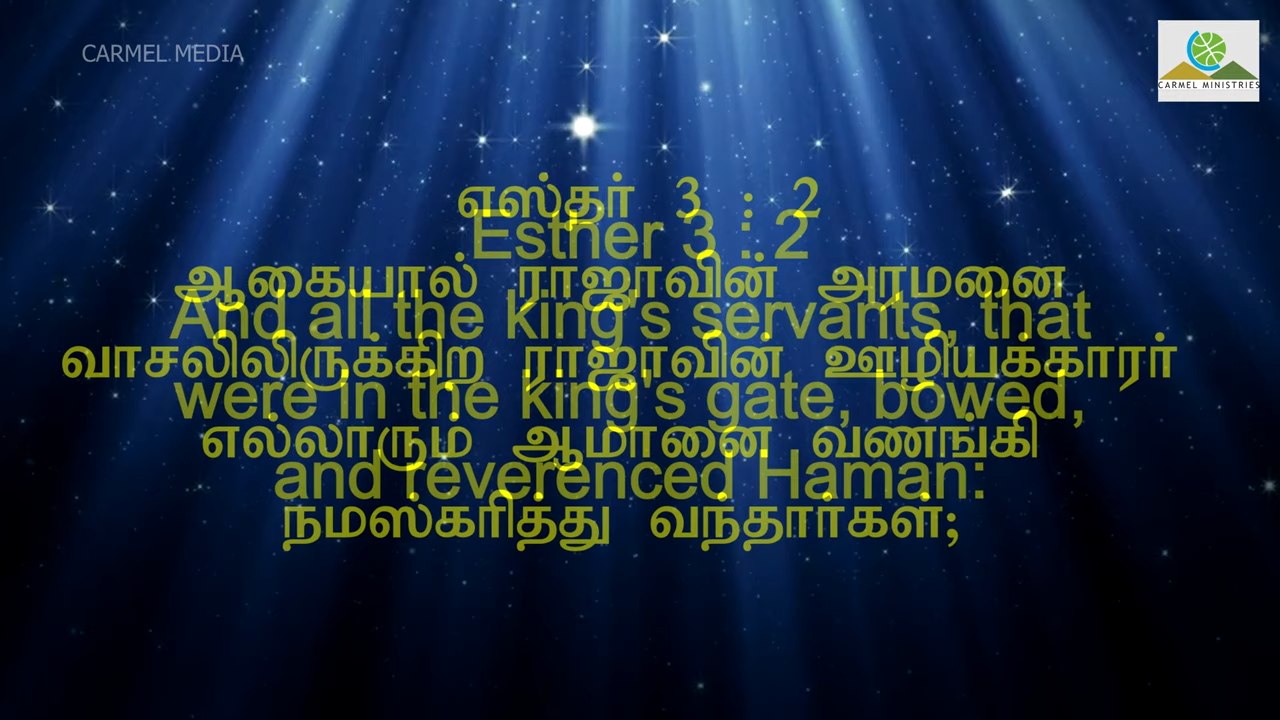 CARMEL MEDIA
CARMEL MINISTRIES
எஸ்தர் 3 : 2
Esther 3 : 2
ஆகையால் ராஜாவின் அரமனை
And all the king's servants, that
வாசலிலிருக்கிற ராஜாவின் ஊழியக்காரர்
were in the king's gate, bowed,
எல்லாரும் ஆமானை வணங்கி
and reverenced Haman:
நமஸ்கரித்து வந்தார்கள்;